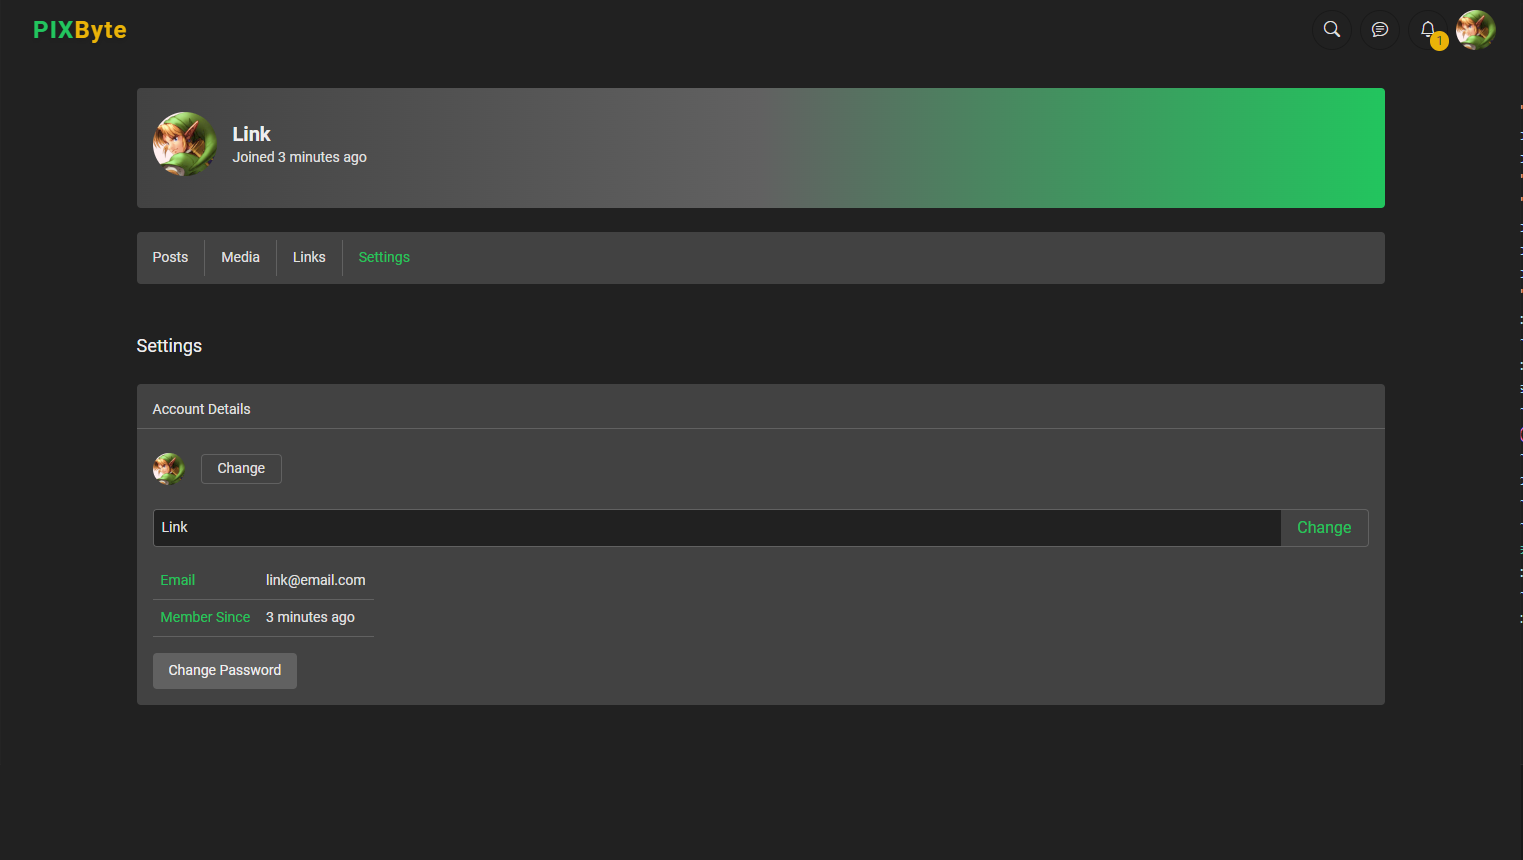 PIXByte
1
Link
Joined 3 minutes ago
Posts
Media
Links
Settings
Settings
Account Details
Change
Link
Change
Email link@email.com
Member Since 3 minutes ago
Change Password